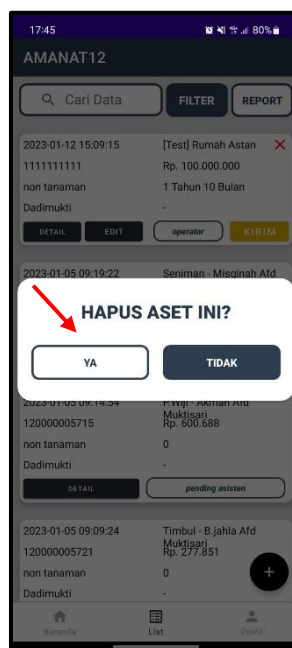 17:45 80%
AMANAT12
Cari Data FILTER REPORT
2023-01-12 15:09:15 [Test] Rumah Astan
1111111111 Rp. 100.000.000
non tanaman 1 Tahun 10 Bulan
Dadimukti -
DETAIL EDIT operator KIRIM
2023-01-05 09:19:22 Seniman - Misginah Afd
HAPUS ASET INI?
YA TIDAK
2023-01-05 09:14:54 P.Wiji - Akman Afd
Muktisari
120000005715 Rp. 600.688
non tanaman 0
Dadimukti -
DETAIL pending asisten
2023-01-05 09:09:24 Timbul - B.jahla Afd
Muktisari
120000005721 Rp. 277.851
non tanaman 0
Dadimukti -
+
Beranda List Profil